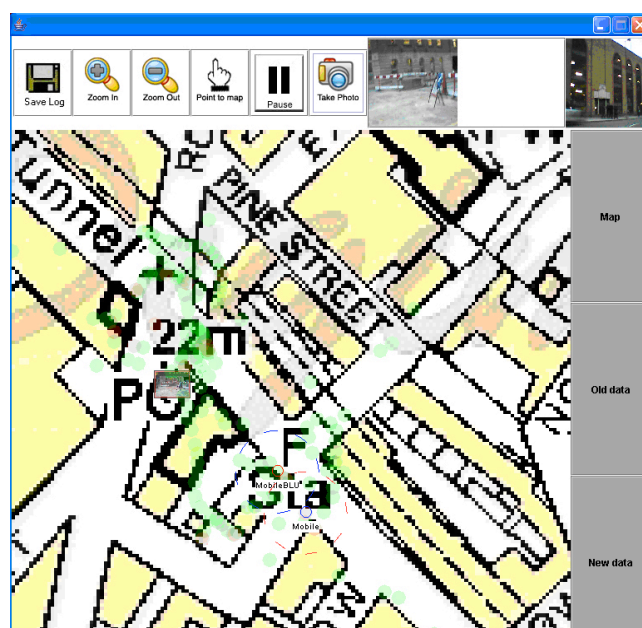 Save Log
Zoom In
Zoom Out
Point to map
Pause
Take Photo
Map
Old data
New data
Tunnel
PINE STREET
22m
PO
F
Sta
MobileBLU
Mobile